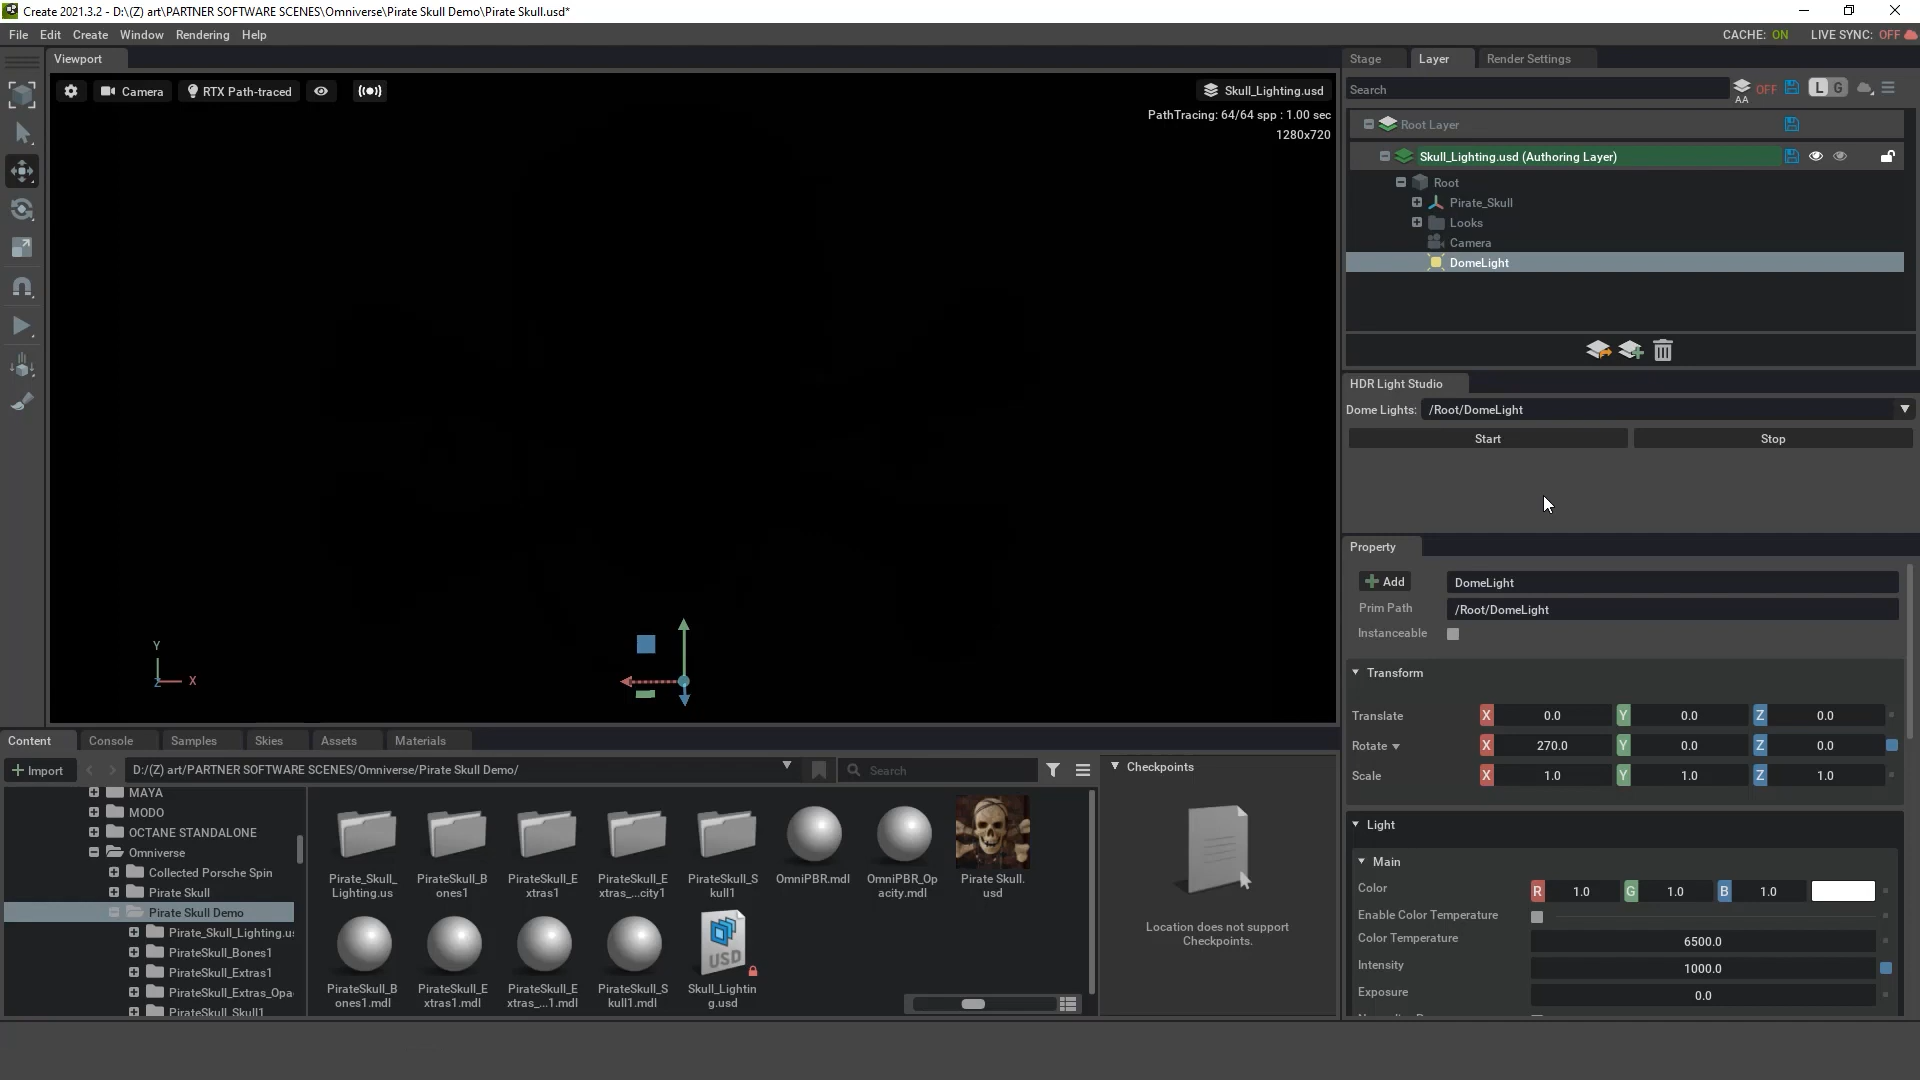 Create 2021.3.2 - D:\(Z) art\PARTNER SOFTWARE SCENES\Omniverse\Pirate Skull Demo\Pirate Skull.usd*
File Edit Create Window Rendering Help
CACHE: ON LIVE SYNC: OFF
Viewport
Camera RTX Path-traced
Skull_Lighting.usd
PathTracing: 64/64 spp : 1.00 sec
1280x720
Y
Z X
Stage Layer Render Settings
Search
AA OFF L G
Root Layer
Skull_Lighting.usd (Authoring Layer)
Root
Pirate_Skull
Looks
Camera
DomeLight
HDR Light Studio
Dome Lights: /Root/DomeLight
Start Stop
Property
Add DomeLight
Prim Path /Root/DomeLight
Instanceable
Transform
Translate X 0.0 Y 0.0 Z 0.0
Rotate X 270.0 Y 0.0 Z 0.0
Scale X 1.0 Y 1.0 Z 1.0
Light
Main
Color R 1.0 G 1.0 B 1.0
Enable Color Temperature
Color Temperature 6500.0
Intensity 1000.0
Exposure 0.0
Content Console Samples Skies Assets Materials
Import D:/(Z) art/PARTNER SOFTWARE SCENES/Omniverse/Pirate Skull Demo/ Search
MAYA
MODO
OCTANE STANDALONE
Omniverse
Collected Porsche Spin
Pirate Skull
Pirate Skull Demo
Pirate_Skull_Lighting.us
PirateSkull_Bones1
PirateSkull_Extras1
PirateSkull_Extras_Opa
PirateSkull_Skull1
Pirate_Skull_
Lighting.us
PirateSkull_B
ones1
PirateSkull_E
xtras1
PirateSkull_E
xtras_...city1
PirateSkull_S
kull1
OmniPBR.mdl
OmniPBR_Op
acity.mdl
Pirate Skull.
usd
PirateSkull_B
ones1.mdl
PirateSkull_E
xtras1.mdl
PirateSkull_E
xtras_...1.mdl
PirateSkull_S
kull1.mdl
USD
Skull_Lightin
g.usd
Checkpoints
Location does not support
Checkpoints.